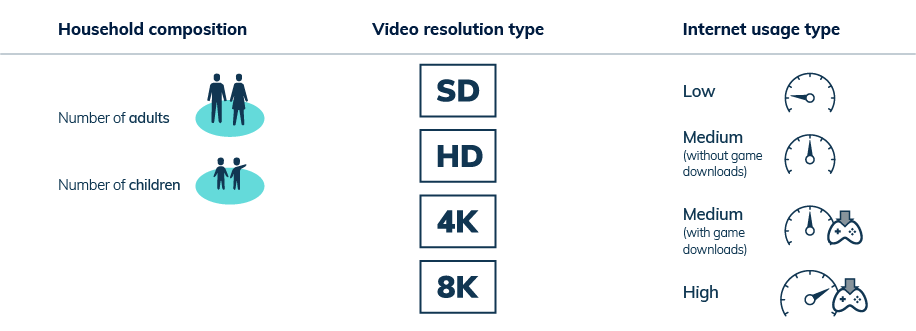 Household composition
Video resolution type
Internet usage type
Number of adults
Number of children
SD
HD
4K
8K
Low
Medium
(without game
downloads)
Medium
(with game
downloads)
High